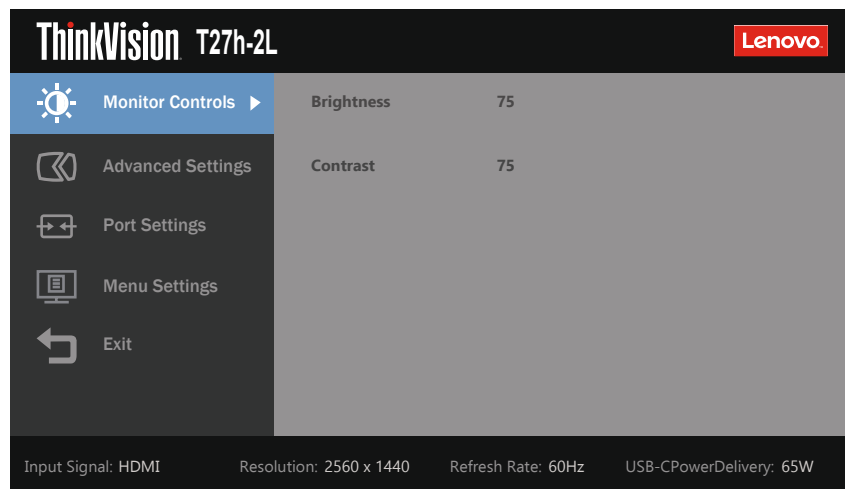 ThinkVision T27h-2L
Lenovo.
Monitor Controls
Brightness 75
Advanced Settings
Contrast 75
Port Settings
Menu Settings
Exit
Input Signal: HDMI Resolution: 2560 x 1440 Refresh Rate: 60Hz USB-CPowerDelivery: 65W